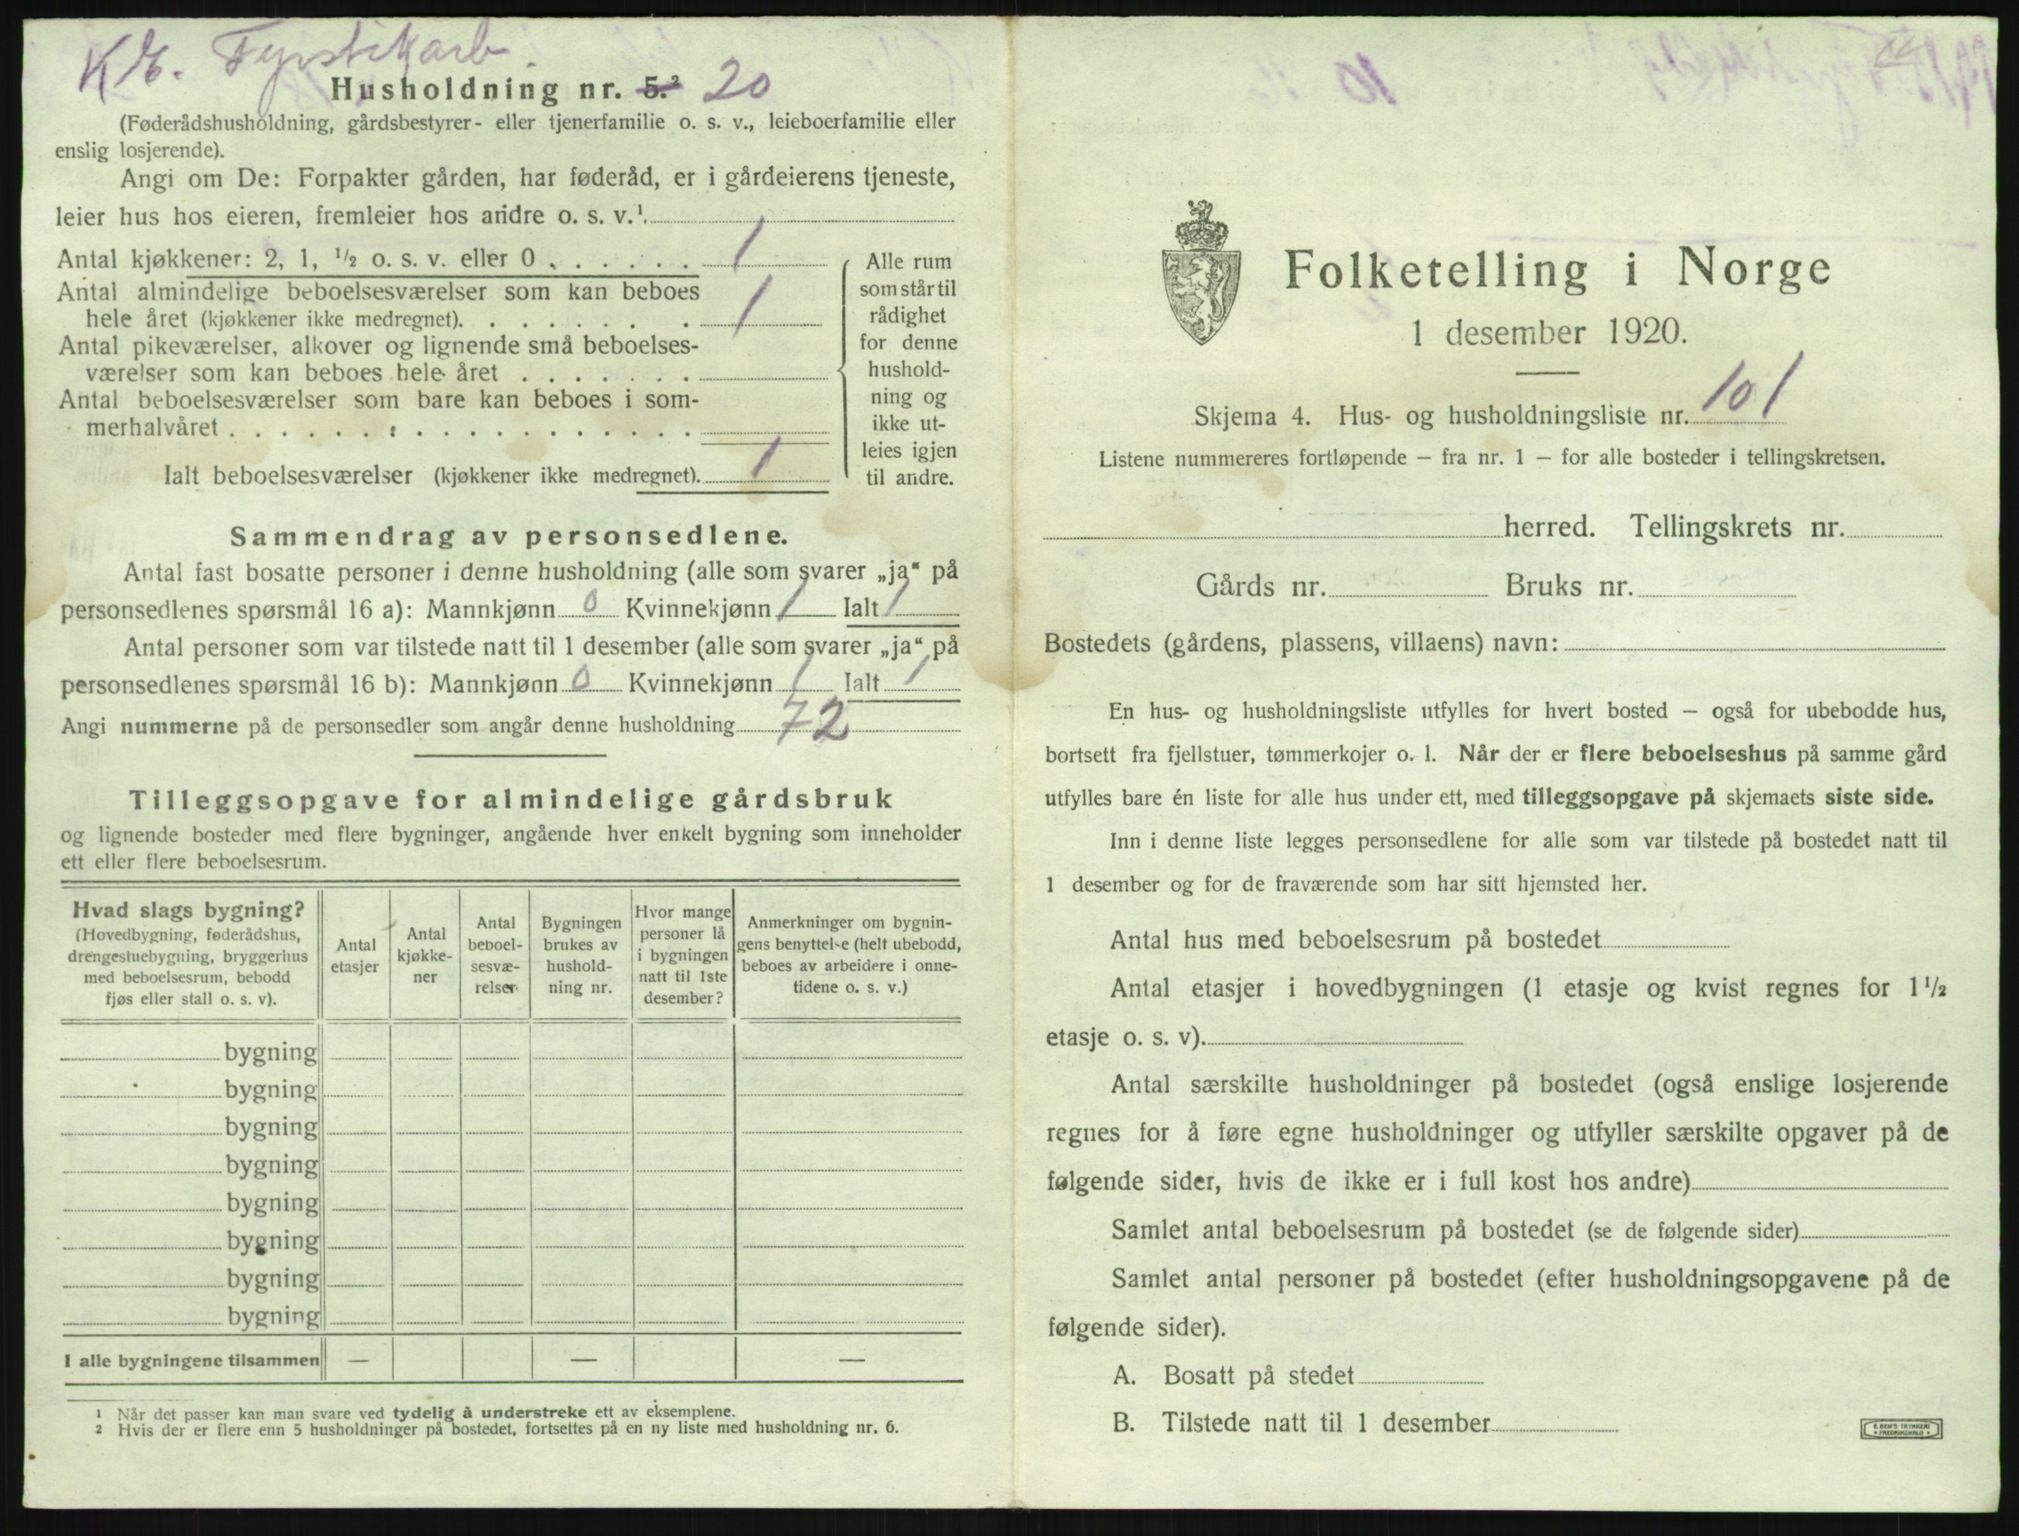 K. E. Fyrstikarb.
Husholdning nr. 5.² 20
(Føderådshusholdning, gårdsbestyrer- eller tjenerfamilie o. s. v., leieboerfamilie eller
enslig losjerende).
Angi om De: Forpakter gården, har føderåd, er i gårdeierens tjeneste,
leier hus hos eieren, fremleier hos andre o. s. v.¹
Antal kjøkkener: 2, 1, ½ o. s. v. eller 0 1
Antal almindelige beboelsesværelser som kan beboes
hele året (kjøkkener ikke medregnet). 1
Antal pikeværelser, alkover og lignende små beboelses-
værelser som kan beboes hele året
Antal beboelsesværelser som bare kan beboes i som-
merhalvåret
Ialt beboelsesværelser (kjøkkener ikke medregnet). 1
Alle rum
som står til
rådighet
for denne
hushold-
ning og
ikke ut-
leies igjen
til andre.
Sammendrag av personsedlene.
Antal fast bosatte personer i denne husholdning (alle som svarer „ja“ på
personsedlenes spørsmål 16 a): Mannkjønn 0 Kvinnekjønn 1 Ialt 1
Antal personer som var tilstede natt til 1 desember (alle som svarer „ja“ på
personsedlenes spørsmål 16 b): Mannkjønn 0 Kvinnekjønn 1 Ialt 1
Angi nummerne på de personsedler som angår denne husholdning 72
Tilleggsopgave for almindelige gårdsbruk
og lignende bosteder med flere bygninger, angående hver enkelt bygning som inneholder
ett eller flere beboelsesrum.
Hvad slags bygning?
(Hovedbygning, føderådshus,
drengestuebygning, bryggerhus
med beboelsesrum, bebodd
fjøs eller stall o. s. v).
Antal
etasjer
Antal
kjøkke-
ner
Antal
beboel-
sesvæ-
relser
Bygningen
brukes av
hushold-
ning nr.
Hvor mange
personer lå
i bygningen
natt til 1ste
desember?
Anmerkninger om bygnin-
gens benyttelse (helt ubebodd,
beboes av arbeidere i onne-
tidene o. s. v.)
bygning
bygning
bygning
bygning
bygning
bygning
bygning
bygning
I alle bygningene tilsammen — — —
¹ Når det passer kan man svare ved tydelig å understreke ett av eksemplene.
² Hvis der er flere enn 5 husholdninger på bostedet, fortsettes på en ny liste med husholdning nr. 6.
Folketelling i Norge
1 desember 1920.
Skjema 4. Hus- og husholdningsliste nr. 101
Listene nummereres fortløpende – fra nr. 1 – for alle bosteder i tellingskretsen.
herred. Tellingskrets nr.
Gårds nr. Bruks nr.
Bostedets (gårdens, plassens, villaens) navn:
En hus- og husholdningsliste utfylles for hvert bosted – også for ubebodde hus,
bortsett fra fjellstuer, tømmerkojer o. l. Når der er flere beboelseshus på samme gård
utfylles bare én liste for alle hus under ett, med tilleggsopgave på skjemaets siste side.
Inn i denne liste legges personsedlene for alle som var tilstede på bostedet natt til
1 desember og for de fraværende som har sitt hjemsted her.
Antal hus med beboelsesrum på bostedet
Antal etasjer i hovedbygningen (1 etasje og kvist regnes for 1½
etasje o. s. v).
Antal særskilte husholdninger på bostedet (også enslige losjerende
regnes for å føre egne husholdninger og utfyller særskilte opgaver på de
følgende sider, hvis de ikke er i full kost hos andre)
Samlet antal beboelsesrum på bostedet (se de følgende sider)
Samlet antal personer på bostedet (efter husholdningsopgavene på de
følgende sider).
A. Bosatt på stedet
B. Tilstede natt til 1 desember